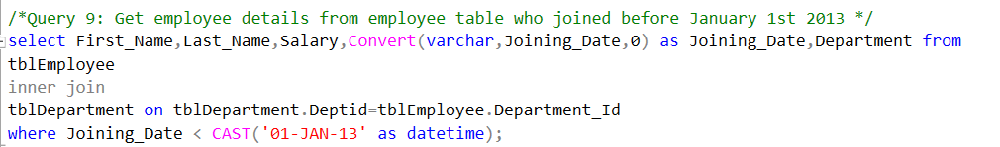 /*Query 9: Get employee details from employee table who joined before January 1st 2013 */
select First_Name,Last_Name,Salary,Convert(varchar,Joining_Date,0) as Joining_Date,Department from
tblEmployee
inner join
tblDepartment on tblDepartment.Deptid=tblEmployee.Department_Id
where Joining_Date < CAST('01-JAN-13' as datetime);